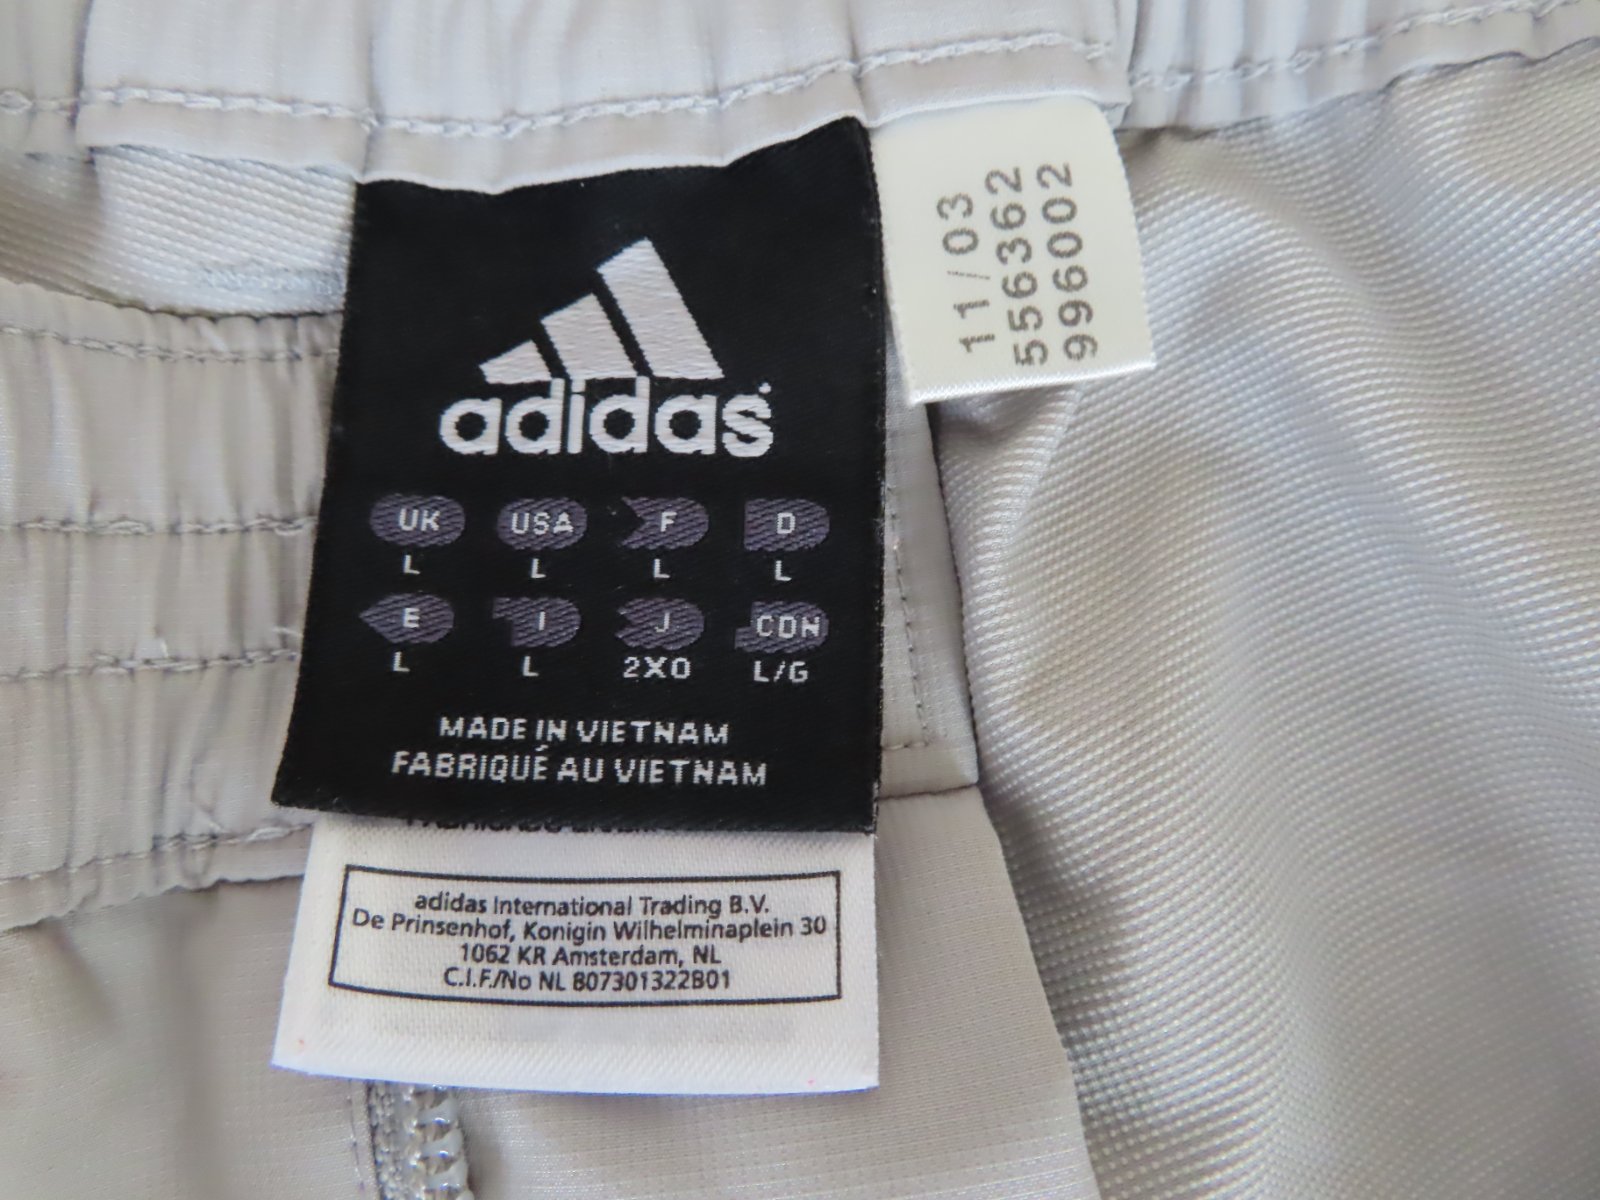 adidas
UK USA F D
L L L L
E I J CDN
L L 2XO L/G
MADE IN VIETNAM
FABRIQUÉ AU VIETNAM
adidas International Trading B.V.
De Prinsenhof, Konigin Wilhelminaplein 30
1062 KR Amsterdam, NL
C.I.F./No NL 807301322B01
11/03
556362
996002